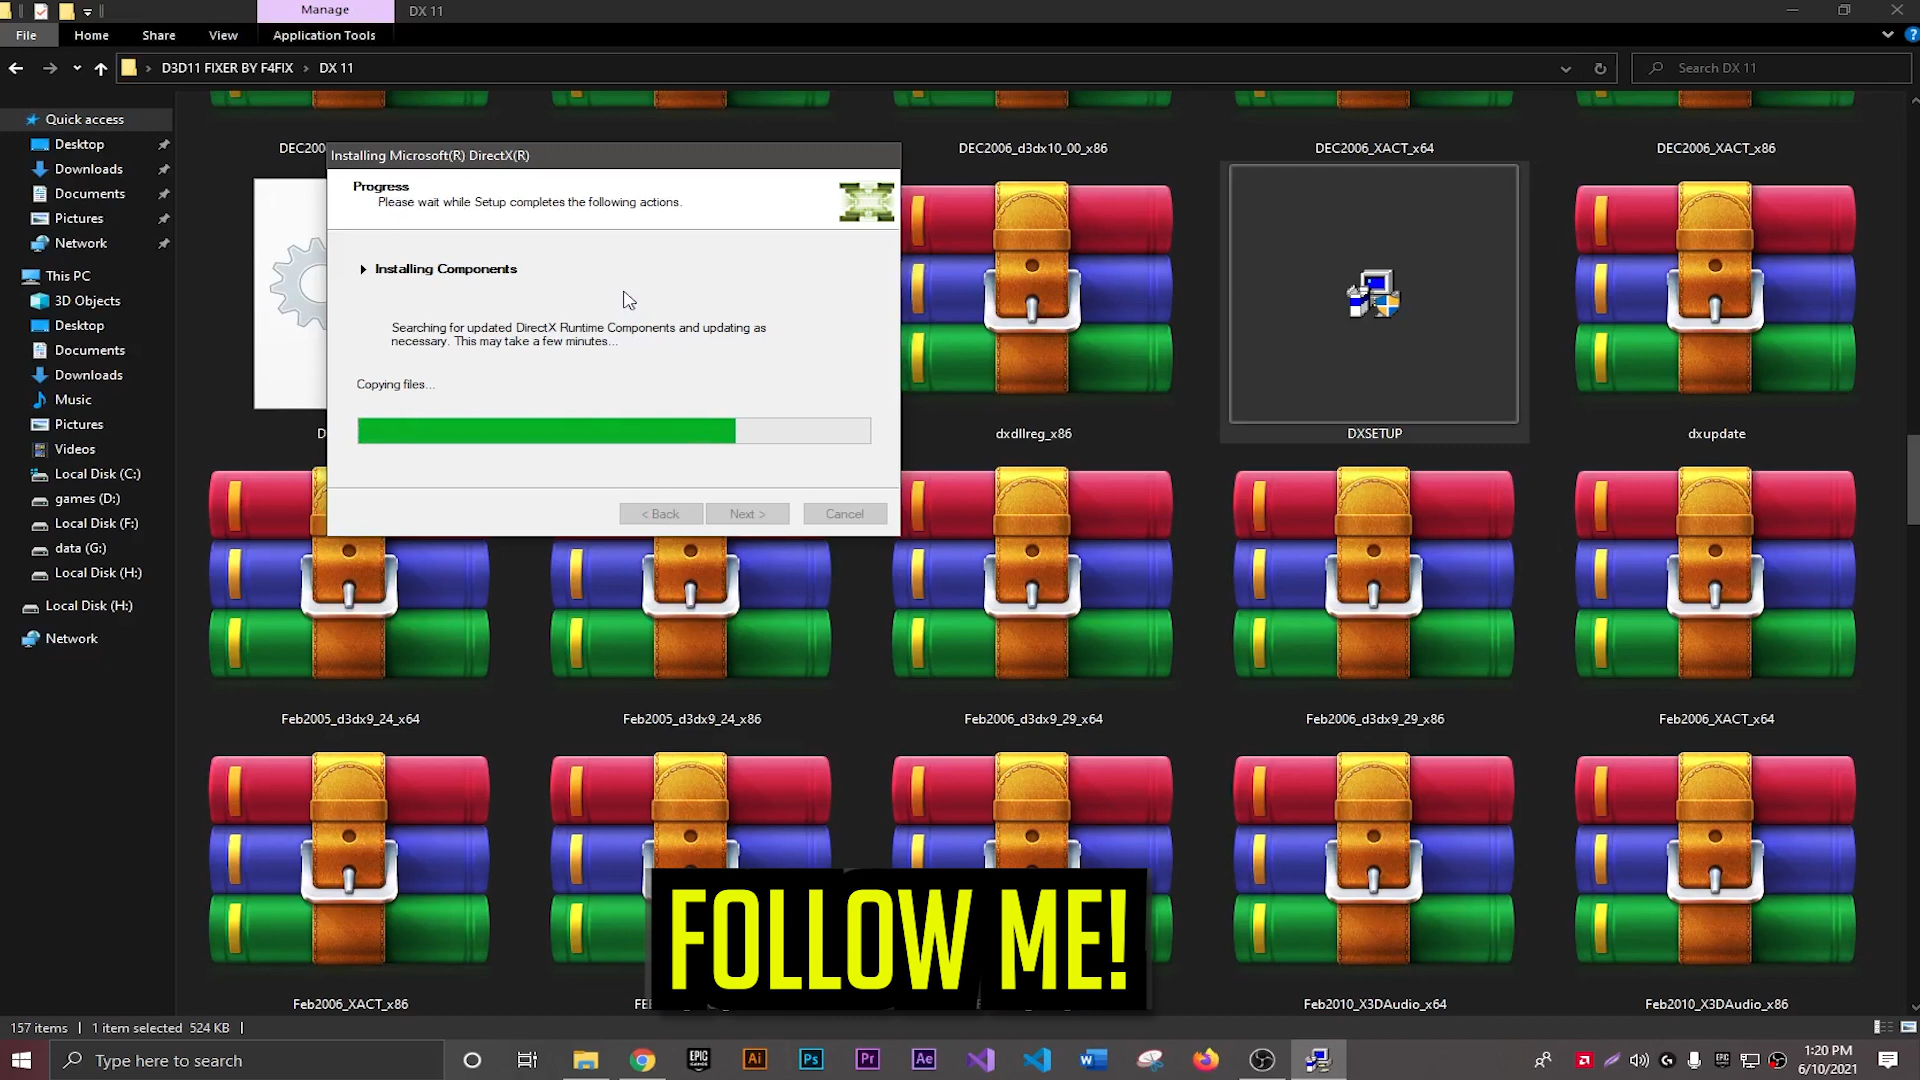 Manage
DX 11
File
Home
Share
View
Application Tools
D3D11 FIXER BY F4FIX
DX 11
Search DX 11
Quick access
Desktop
Downloads
Documents
Pictures
Network
This PC
3D Objects
Desktop
Documents
Downloads
Music
Pictures
Videos
Local Disk (C:)
games (D:)
Local Disk (F:)
data (G:)
Local Disk (H:)
Local Disk (H:)
Network
DEC200
DEC2006_d3dx10_00_x86
DEC2006_XACT_x64
DEC2006_XACT_x86
Installing Microsoft(R) DirectX(R)
Progress
Please wait while Setup completes the following actions.
Installing Components
Searching for updated DirectX Runtime Components and updating as
necessary. This may take a few minutes...
Copying files...
< Back
Next >
Cancel
D
dxdllreg_x86
DXSETUP
dxupdate
Feb2005_d3dx9_24_x64
Feb2005_d3dx9_24_x86
Feb2006_d3dx9_29_x64
Feb2006_d3dx9_29_x86
Feb2006_XACT_x64
Feb2006_XACT_x86
Feb2010_X3DAudio_x64
Feb2010_X3DAudio_x86
FOLLOW ME!
157 items
1 item selected 524 KB
Type here to search
EPIC
GAMES
Ai
Ps
Pr
Ae
1:20 PM
6/10/2021